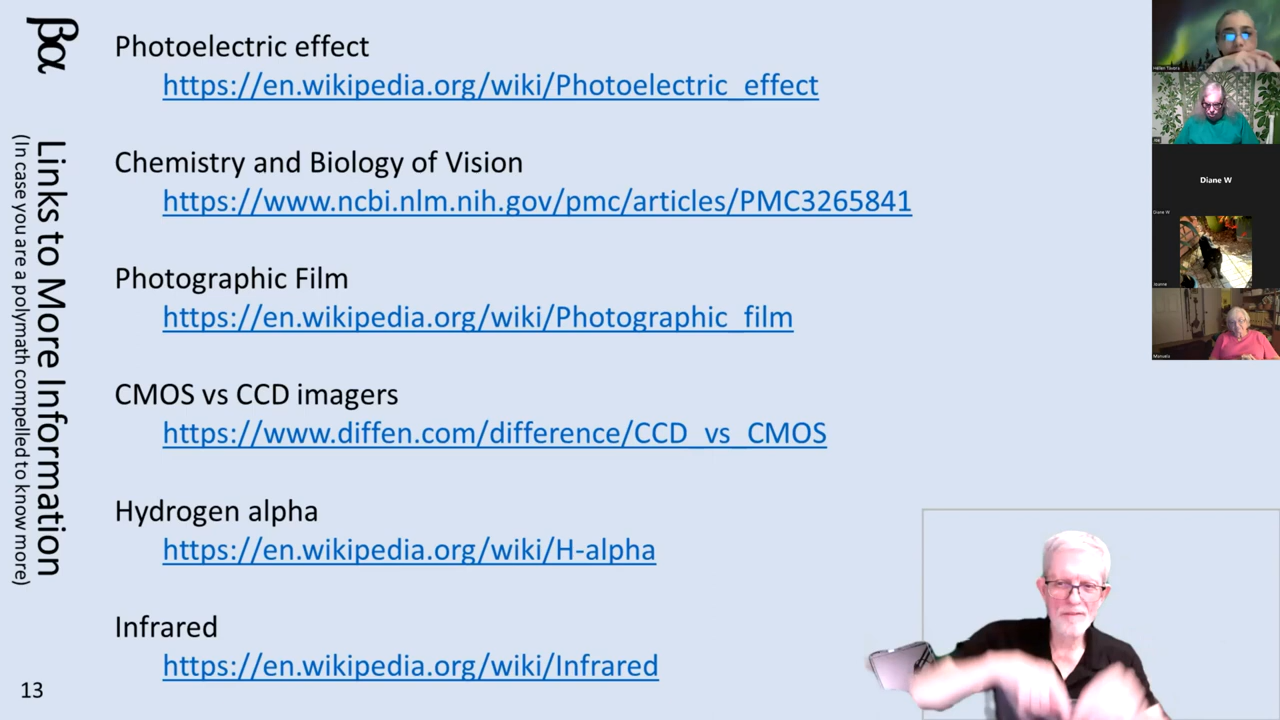 βα
Links to More Information
(In case you are a polymath compelled to know more)
Photoelectric effect
https://en.wikipedia.org/wiki/Photoelectric_effect
Chemistry and Biology of Vision
https://www.ncbi.nlm.nih.gov/pmc/articles/PMC3265841
Photographic Film
https://en.wikipedia.org/wiki/Photographic_film
CMOS vs CCD imagers
https://www.diffen.com/difference/CCD_vs_CMOS
Hydrogen alpha
https://en.wikipedia.org/wiki/H-alpha
Infrared
https://en.wikipedia.org/wiki/Infrared
13
Diane W
Diane W